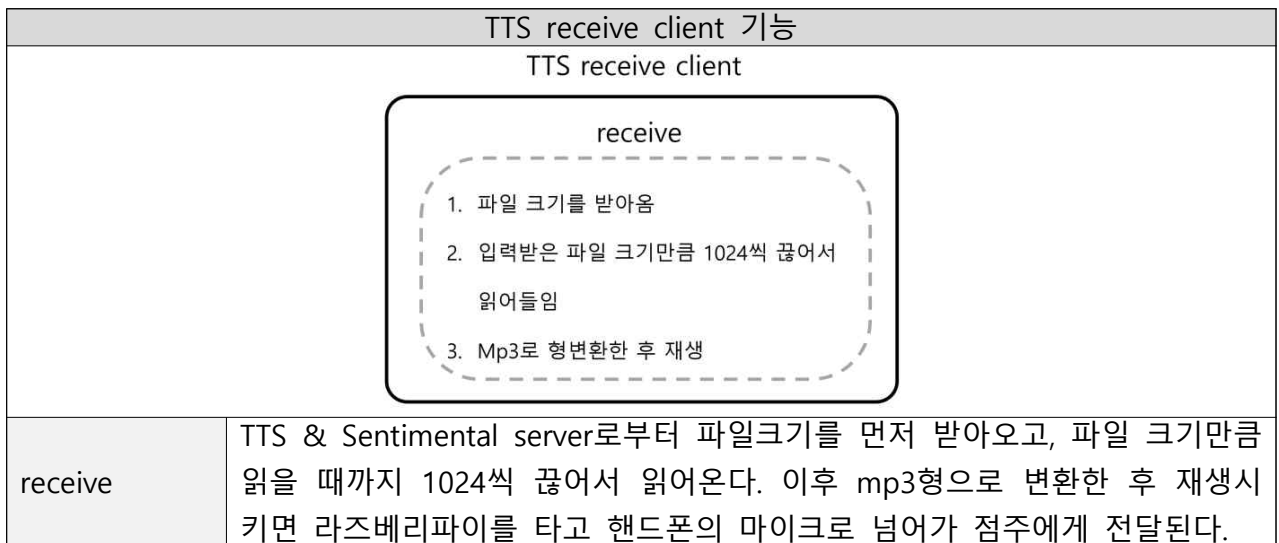 TTS receive client 기능
TTS receive client
receive
1. 파일 크기를 받아옴
2. 입력받은 파일 크기만큼 1024씩 끊어서
읽어들임
3. Mp3로 형변환한 후 재생
receive
TTS & Sentimental server로부터 파일크기를 먼저 받아오고, 파일 크기만큼
읽을 때까지 1024씩 끊어서 읽어온다. 이후 mp3형으로 변환한 후 재생시
키면 라즈베리파이를 타고 핸드폰의 마이크로 넘어가 점주에게 전달된다.